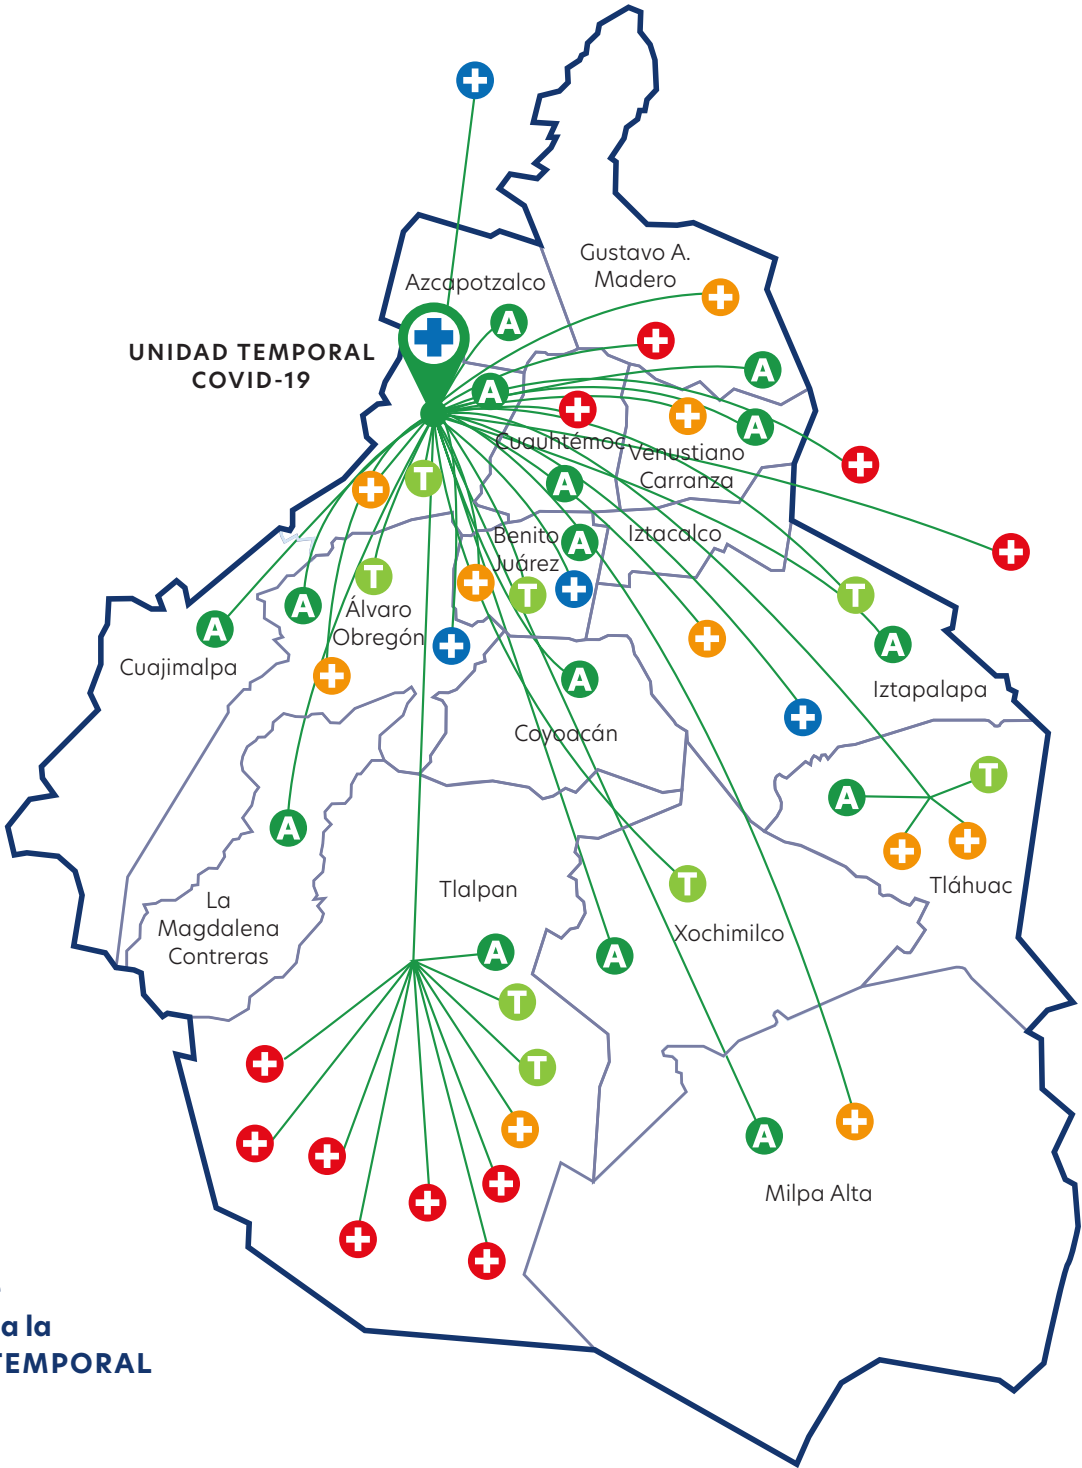 Gustavo A.
Madero
Azcapotzalco
A
UNIDAD TEMPORAL
COVID-19
A
A
Cuauhtémoc
A
Venustiano
Carranza
T
A
Benito
Juárez
A
Iztacalco
T
T
T
A
Álvaro
Obregón
A
Cuajimalpa
A
Iztapalapa
A
Coyoacán
T
A
A
Tláhuac
Tlalpan
T
La
Magdalena
Contreras
Xochimilco
A
A
T
T
A
Milpa Alta
a la
TEMPORAL